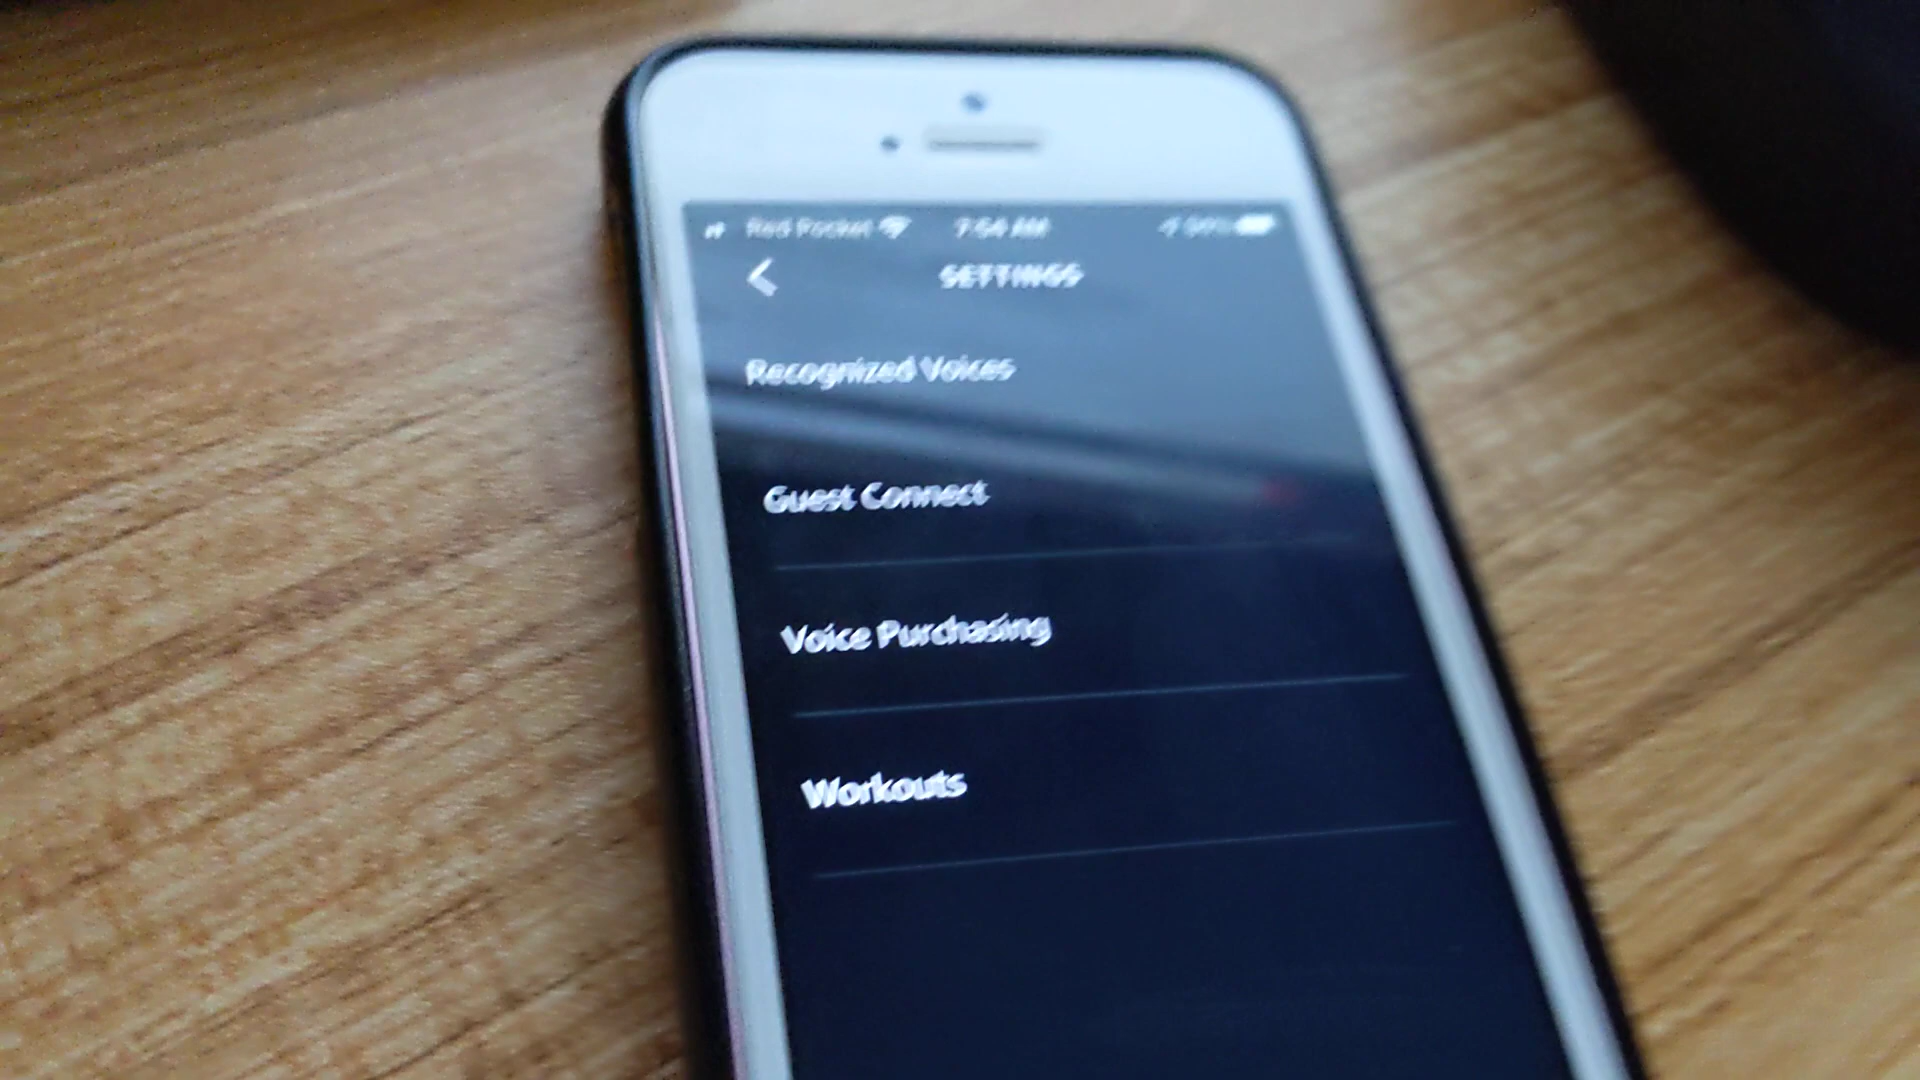 Red Pocket 7:54 AM
SETTINGS
Recognized Voices
Guest Connect
Voice Purchasing
Workouts